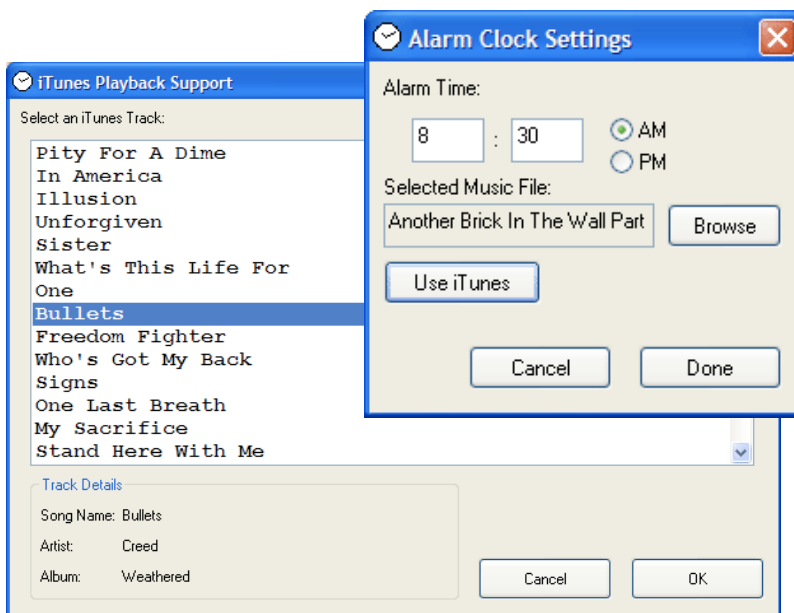 Alarm Clock Settings
Alarm Time:
8 : 30
AM
PM
Selected Music File:
Another Brick In The Wall Part
Browse
Use iTunes
Cancel
Done
iTunes Playback Support
Select an iTunes Track:
Pity For A Dime
In America
Illusion
Unforgiven
Sister
What's This Life For
One
Bullets
Freedom Fighter
Who's Got My Back
Signs
One Last Breath
My Sacrifice
Stand Here With Me
Track Details
Song Name: Bullets
Artist: Creed
Album: Weathered
Cancel
OK